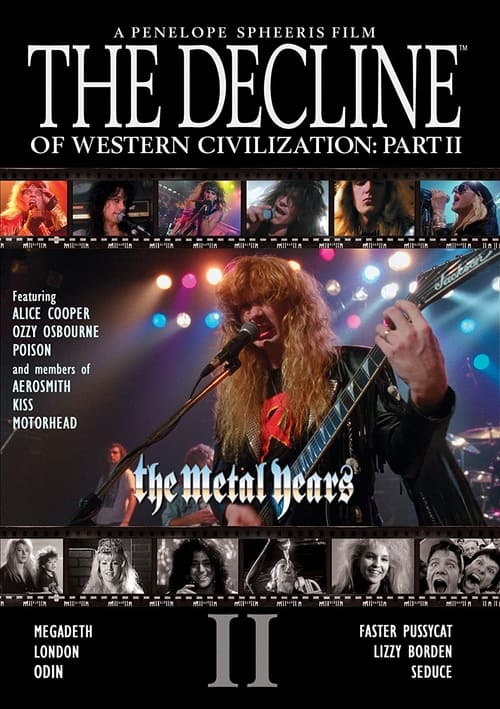 A PENELOPE SPHEERIS FILM
THE DECLINE™
OF WESTERN CIVILIZATION: PART II
Featuring
ALICE COOPER
OZZY OSBOURNE
POISON
and members of
AEROSMITH
KISS
MOTORHEAD
Jackson
the Metal Years
MEGADETH
LONDON
ODIN
II
FASTER PUSSYCAT
LIZZY BORDEN
SEDUCE